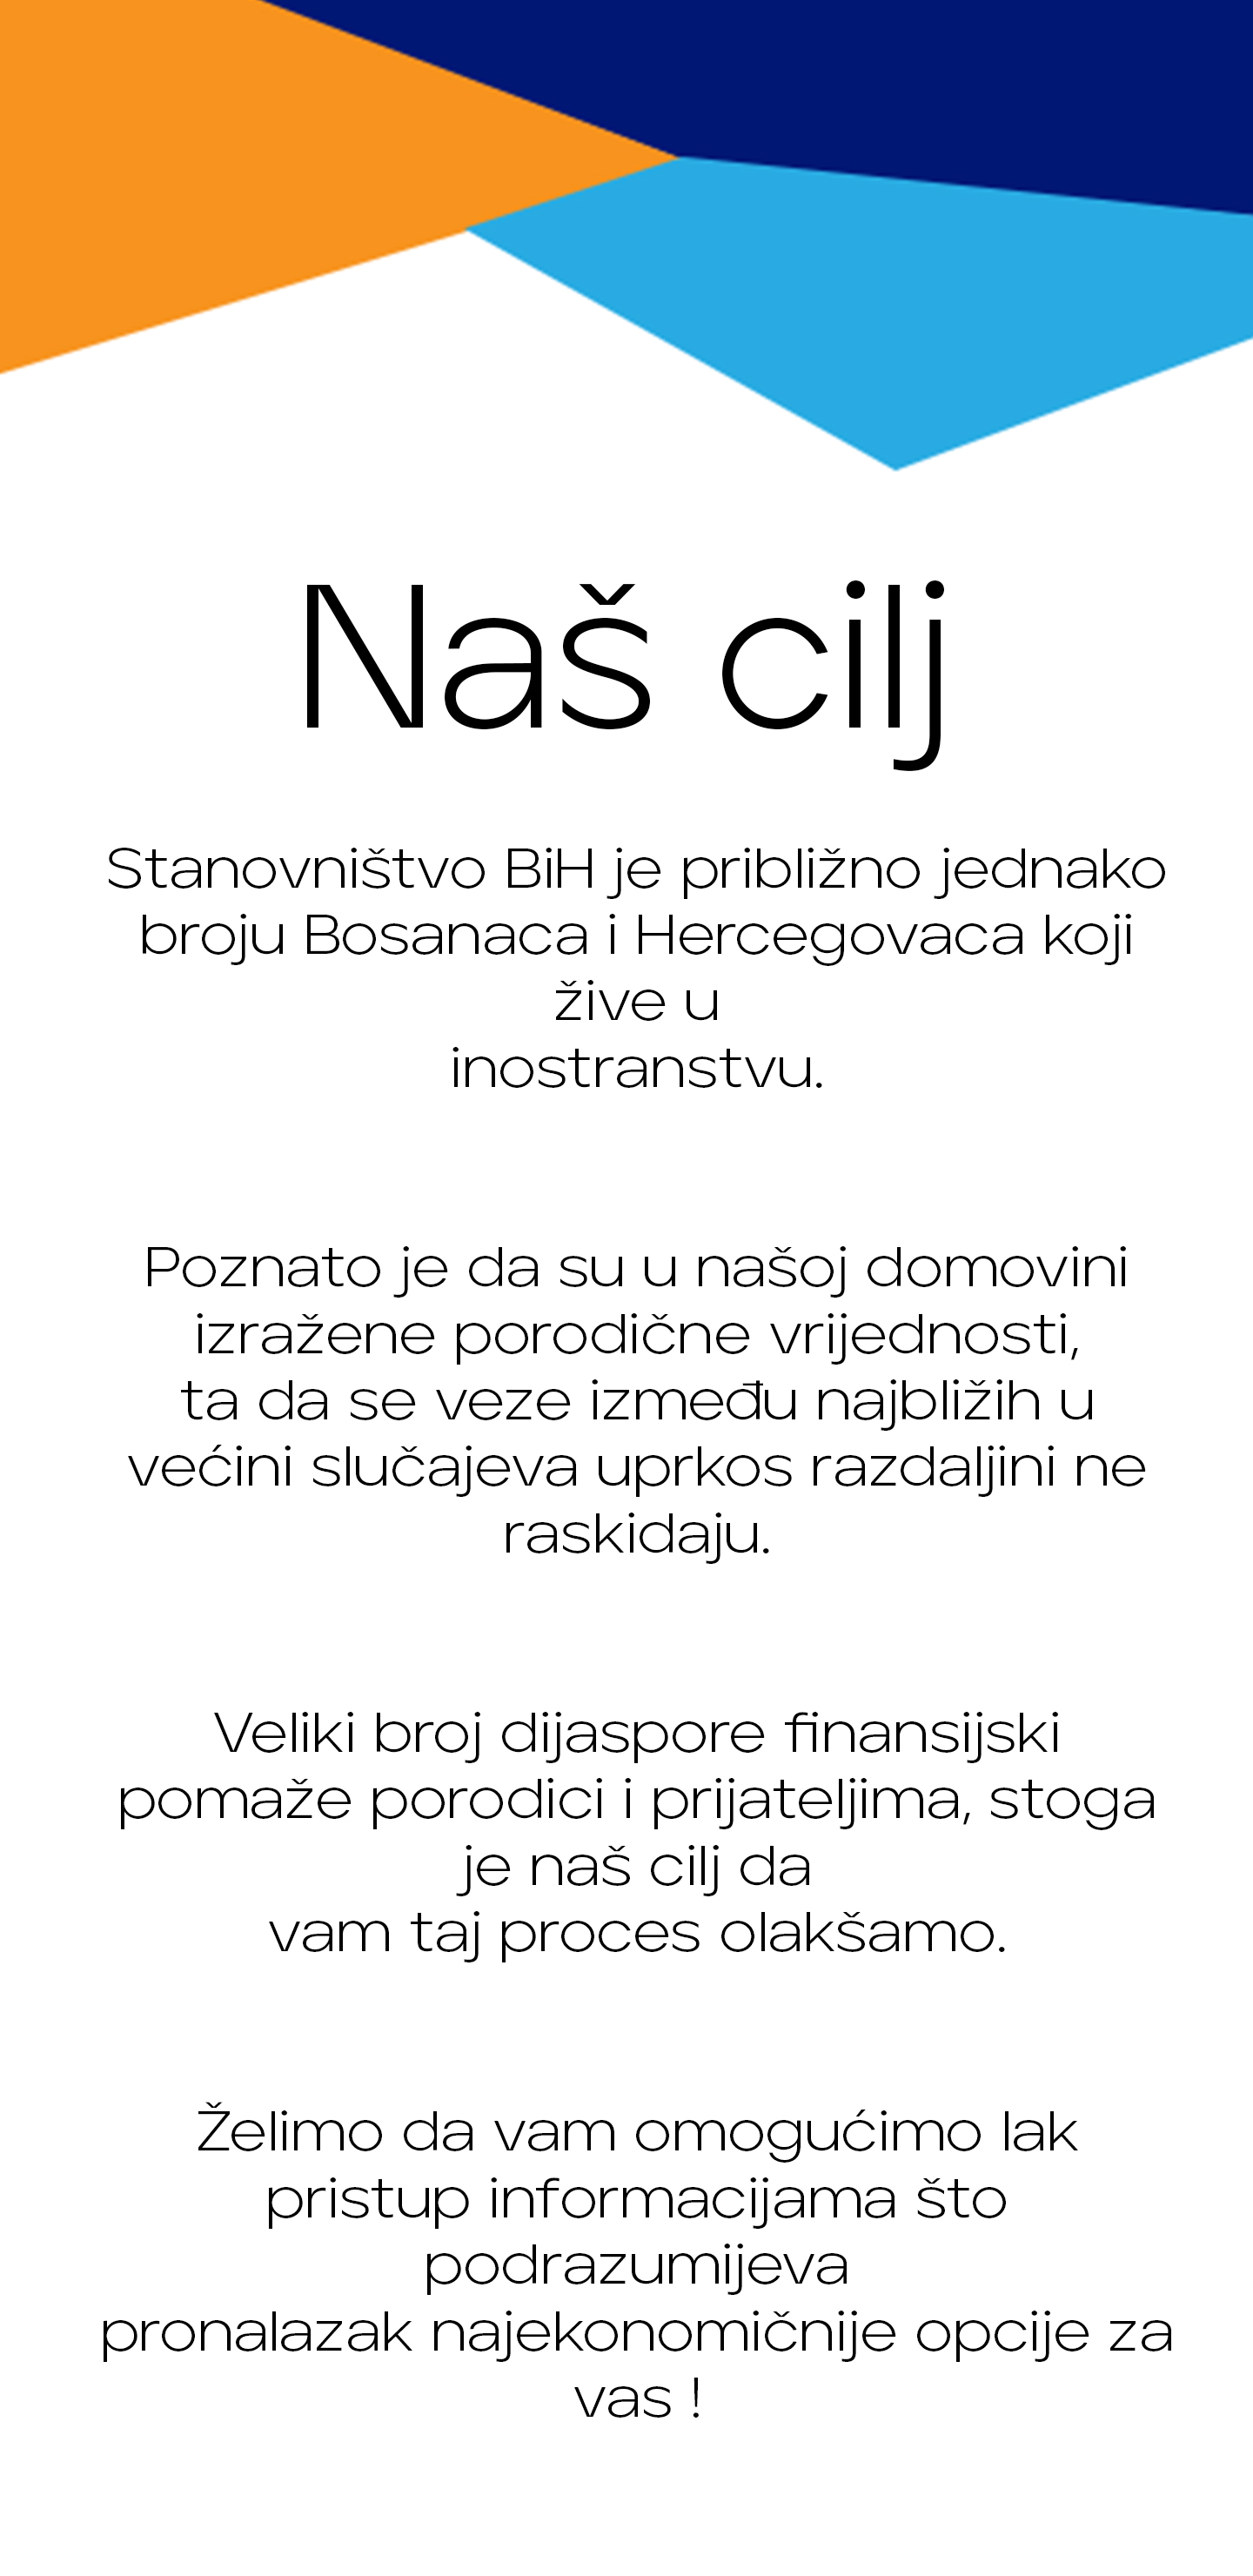 Naš cilj
Stanovništvo BiH je približno jednako
broju Bosanaca i Hercegovaca koji
žive u
inostranstvu.
Poznato je da su u našoj domovini
izražene porodične vrijednosti,
ta da se veze između najbližih u
većini slučajeva uprkos razdaljini ne
raskidaju.
Veliki broj dijaspore finansijski
pomaže porodici i prijateljima, stoga
je naš cilj da
vam taj proces olakšamo.
Želimo da vam omogućimo lak
pristup informacijama što
podrazumijeva
pronalazak najekonomičnije opcije za
vas !